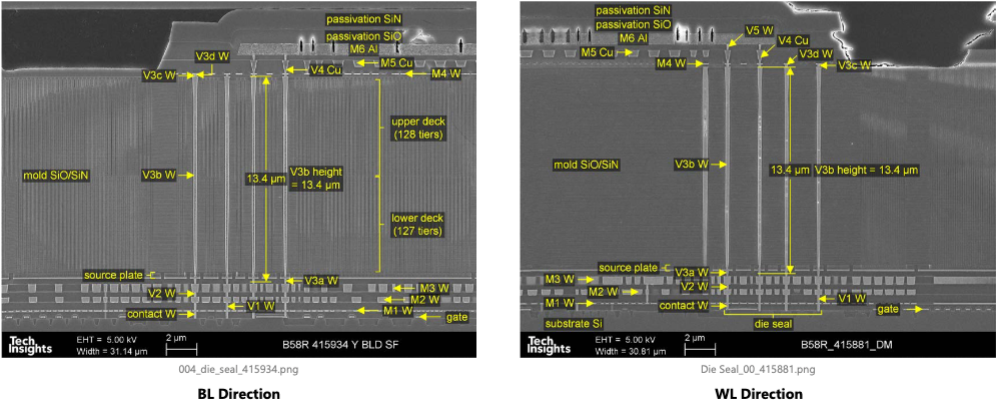 passivation SiN
passivation SiO
M6 Al
V3d W
M5 Cu
V3c W
V4 Cu
M4 W
upper deck
(128 tiers)
mold SiO/SiN
V3b W
13.4 µm
V3b height
= 13.4 µm
lower deck
(127 tiers)
source plate
V3a W
M3 W
V2 W
M2 W
V1 W
M1 W
contact W
gate
Tech
Insights
EHT = 5.00 kV
Width = 31.14 µm
2 µm
B58R 415934 Y BLD SF
004_die_seal_415934.png
BL Direction
passivation SiN
passivation SiO
V5 W
M6 Al
V4 Cu
M5 Cu
V3d W
M4 W
V3c W
mold SiO/SiN
V3b W
13.4 µm
V3b height
= 13.4 µm
source plate
V3a W
M3 W
V2 W
M2 W
V1 W
M1 W
contact W
gate
substrate Si
die seal
Tech
Insights
EHT = 5.00 kV
Width = 30.81 µm
2 µm
B58R_415881_DM
Die Seal_00_415881.png
WL Direction